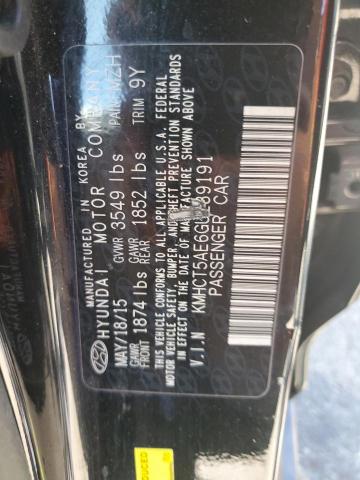 MANUFACTURED IN KOREA BY
HYUNDAI MOTOR COMPANY
MAY/18/15 GVWR 3549 lbs PAINT MZH
GAWR FRONT 1874 lbs GAWR REAR 1852 lbs TRIM 9Y
THIS VEHICLE CONFORMS TO ALL APPLICABLE U.S.A. FEDERAL
MOTOR VEHICLE SAFETY, BUMPER, AND THEFT PREVENTION STANDARDS
IN EFFECT ON THE DATE OF MANUFACTURE SHOWN ABOVE.
V.I.N
PASSENGER CAR